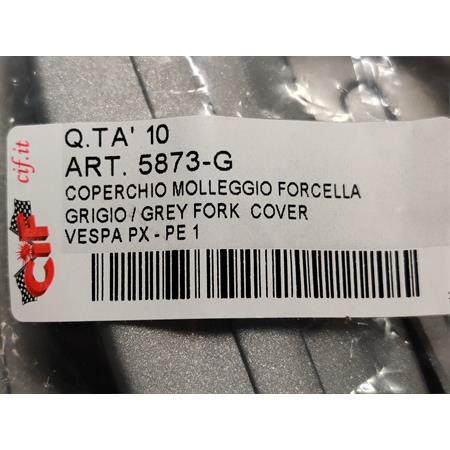 Q.TA' 10
ART. 5873-G
COPERCHIO MOLLEGGIO FORCELLA
GRIGIO / GREY FORK COVER
VESPA PX - PE 1
cif.it
CIF